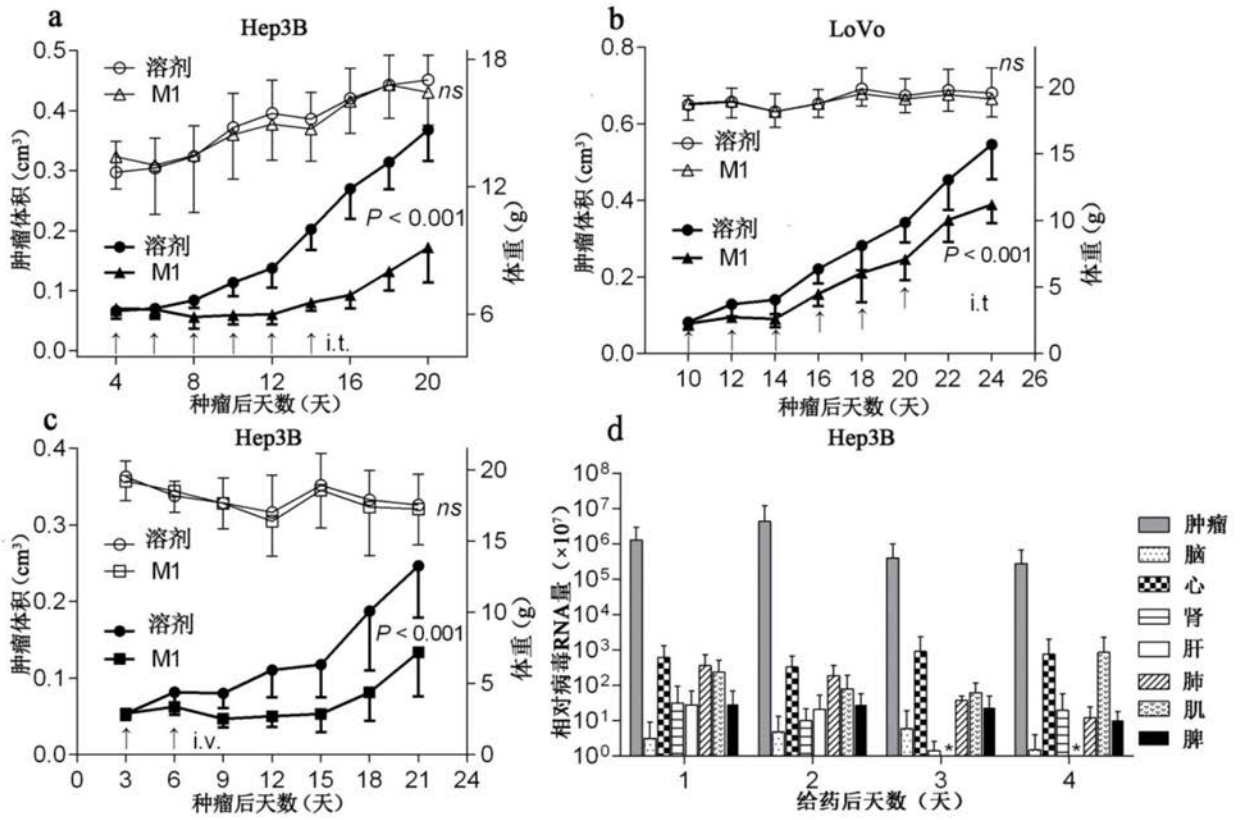 a
Hep3B
肿瘤体积(cm³)
0.5
0.4
0.3
0.2
0.1
0.0
溶剂
M1
ns
溶剂
M1
P < 0.001
↑ ↑ ↑ ↑ ↑ ↑ i.t.
18
12
6
体重(g)
4 8 12 16 20
种瘤后天数(天)
b
LoVo
肿瘤体积(cm³)
0.8
0.6
0.4
0.2
0.0
ns
溶剂
M1
溶剂
M1
P < 0.001
i.t
20
15
10
5
0
体重(g)
10 12 14 16 18 20 22 24 26
种瘤后天数(天)
c
Hep3B
肿瘤体积(cm³)
0.4
0.3
0.2
0.1
0.0
ns
溶剂
M1
溶剂
M1
P < 0.001
↑ ↑ i.v.
20
15
10
5
0
体重(g)
0 3 6 9 12 15 18 21 24
种瘤后天数(天)
d
Hep3B
相对病毒RNA量(×10⁷)
10⁸
10⁷
10⁶
10⁵
10⁴
10³
10²
10¹
10⁰
* *
1 2 3 4
给药后天数(天)
肿瘤
脑
心
肾
肝
肺
肌
脾